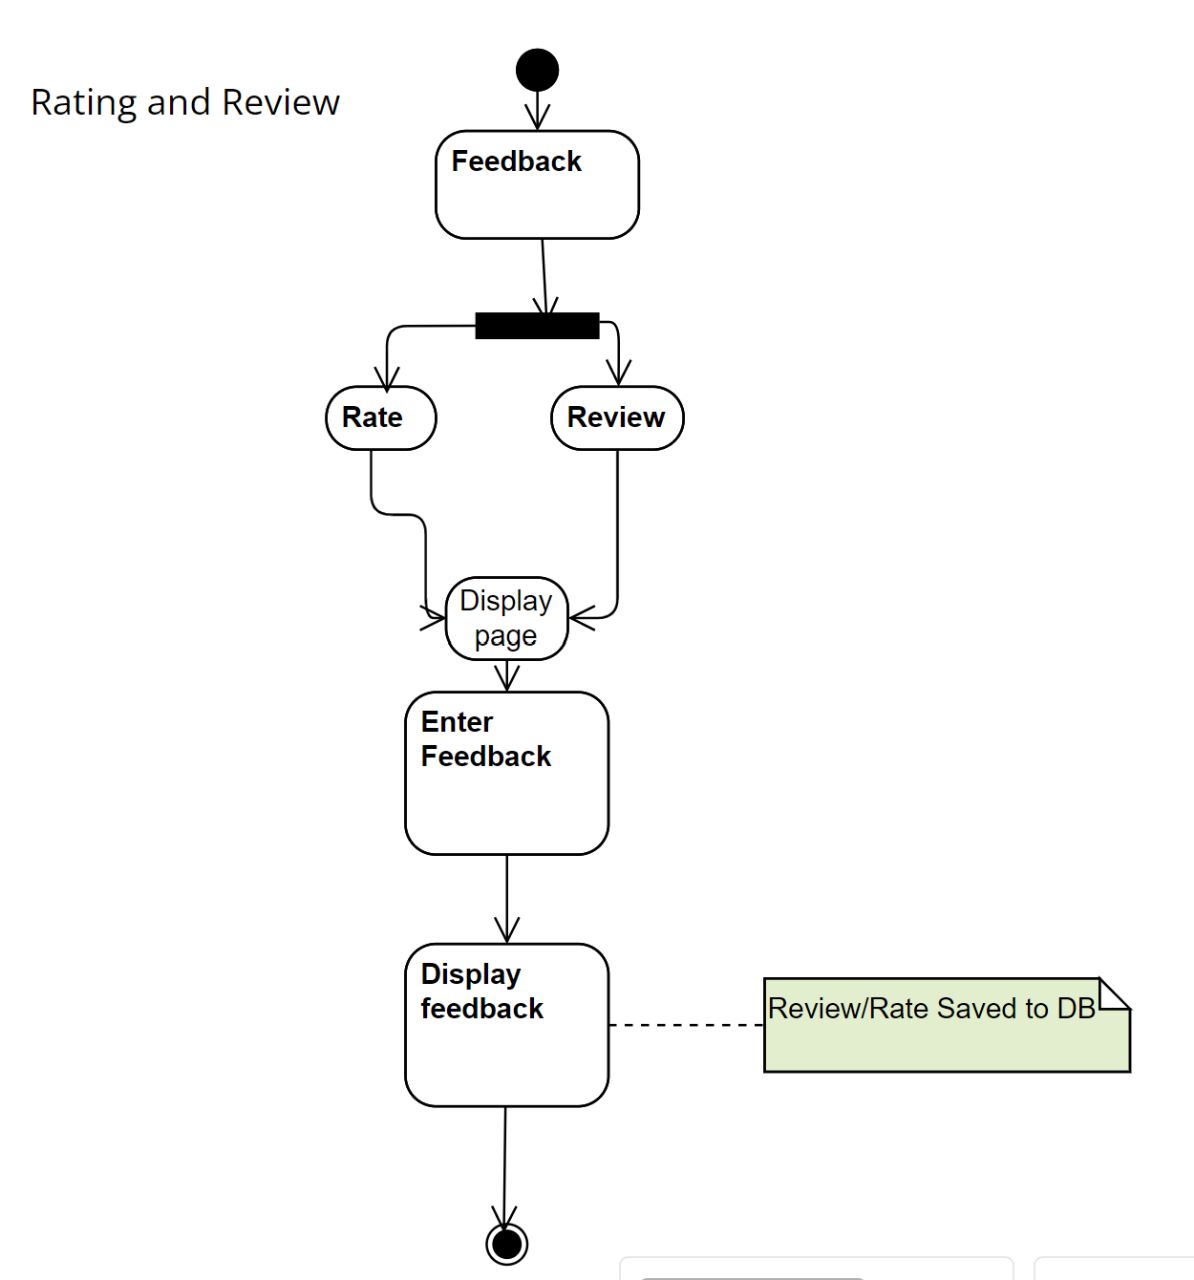 Rating and Review
Feedback
Rate
Review
Display
page
Enter
Feedback
Display
feedback
Review/Rate Saved to DB